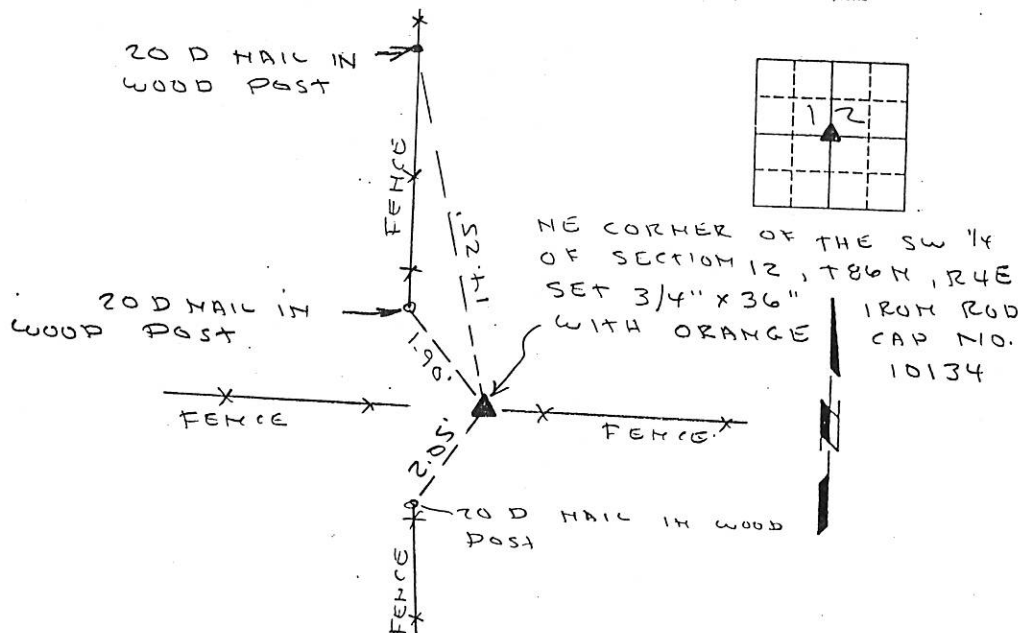 20 D NAIL IN
WOOD POST
FENCE
14.52'
12
NE CORNER OF THE SW 1/4
OF SECTION 12, T86N, R4E
SET 3/4" x 36" IRON ROD
WITH ORANGE CAP NO.
10134
20 D NAIL IN
WOOD POST
1.90'
FENCE
FENCE
2.05'
20 D NAIL IN WOOD
POST
FENCE